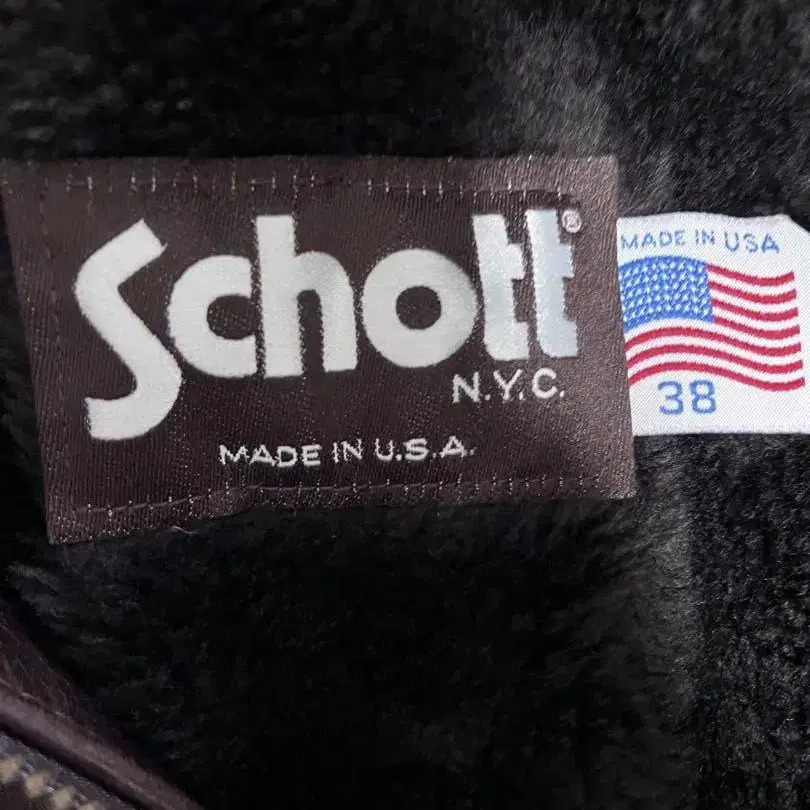 Schott®
N.Y.C.
MADE IN U.S.A.
MADE IN USA
38